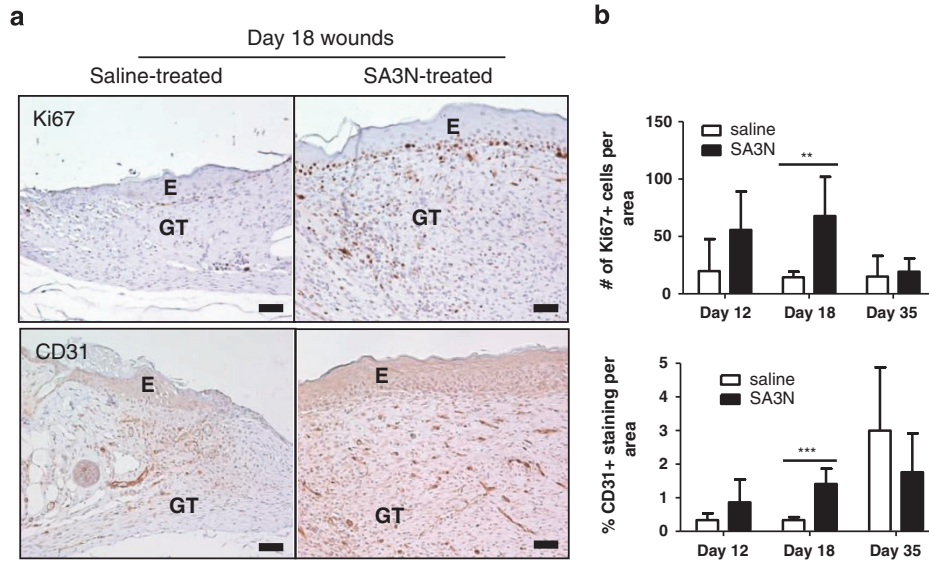 a
Day 18 wounds
Saline-treated
SA3N-treated
Ki67
E
GT
E
GT
CD31
E
GT
E
GT
b
# of Ki67+ cells per
area
150
100
50
0
saline
SA3N
**
Day 12
Day 18
Day 35
% CD31+ staining per
area
5
4
3
2
1
0
saline
SA3N
***
Day 12
Day 18
Day 35